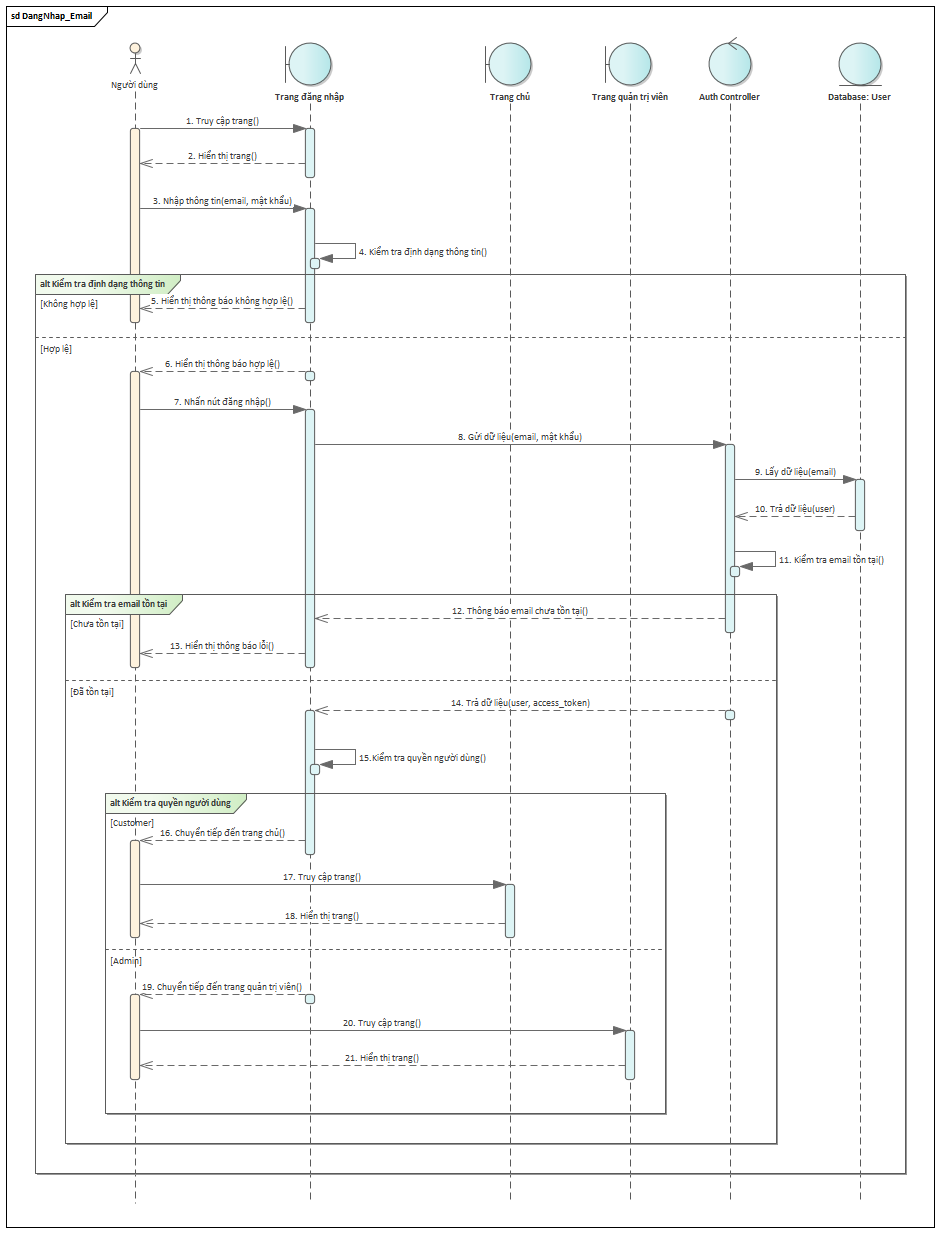 sd DangNhap_Email
Người dùng
Trang đăng nhập
Trang chủ
Trang quản trị viên
Auth Controller
Database: User
1. Truy cập trang()
2. Hiển thị trang()
3. Nhập thông tin(email, mật khẩu)
4. Kiểm tra định dạng thông tin()
alt Kiểm tra định dạng thông tin
[Không hợp lệ]
5. Hiển thị thông báo không hợp lệ()
[Hợp lệ]
6. Hiển thị thông báo hợp lệ()
7. Nhấn nút đăng nhập()
8. Gửi dữ liệu(email, mật khẩu)
9. Lấy dữ liệu(email)
10. Trả dữ liệu(user)
11. Kiểm tra email tồn tại()
alt Kiểm tra email tồn tại
[Chưa tồn tại]
12. Thông báo email chưa tồn tại()
13. Hiển thị thông báo lỗi()
[Đã tồn tại]
14. Trả dữ liệu(user, access_token)
15.Kiểm tra quyền người dùng()
alt Kiểm tra quyền người dùng
[Customer]
16. Chuyển tiếp đến trang chủ()
17. Truy cập trang()
18. Hiển thị trang()
[Admin]
19. Chuyển tiếp đến trang quản trị viên()
20. Truy cập trang()
21. Hiển thị trang()